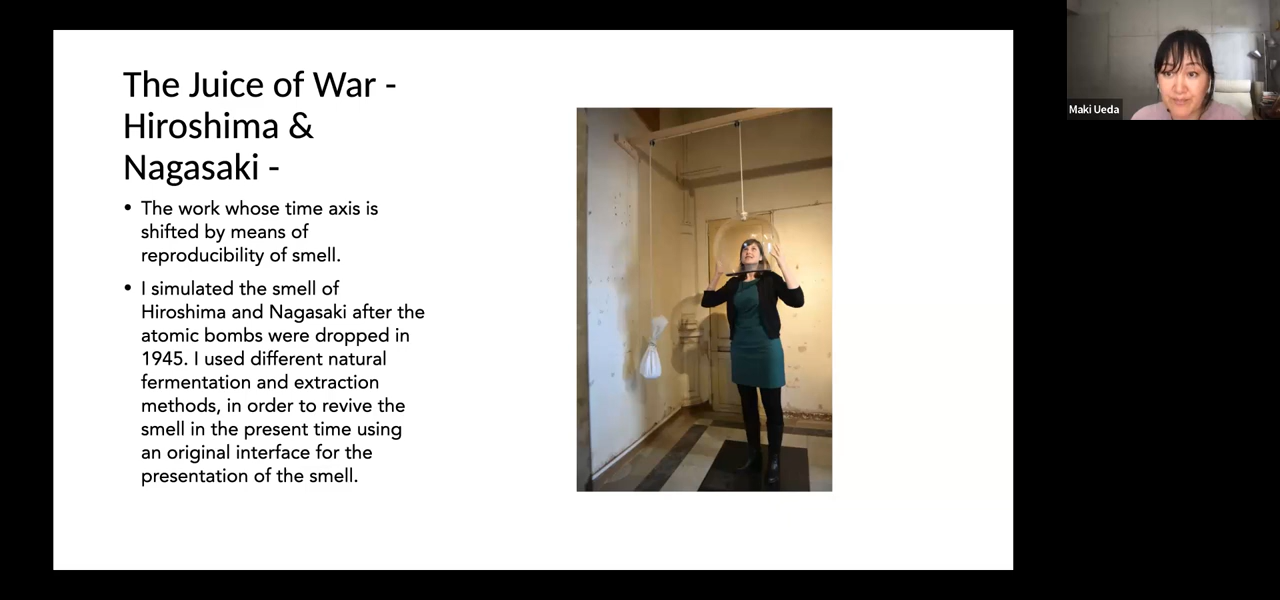 The Juice of War -
Hiroshima &
Nagasaki -
• The work whose time axis is
shifted by means of
reproducibility of smell.
• I simulated the smell of
Hiroshima and Nagasaki after the
atomic bombs were dropped in
1945. I used different natural
fermentation and extraction
methods, in order to revive the
smell in the present time using
an original interface for the
presentation of the smell.
Maki Ueda